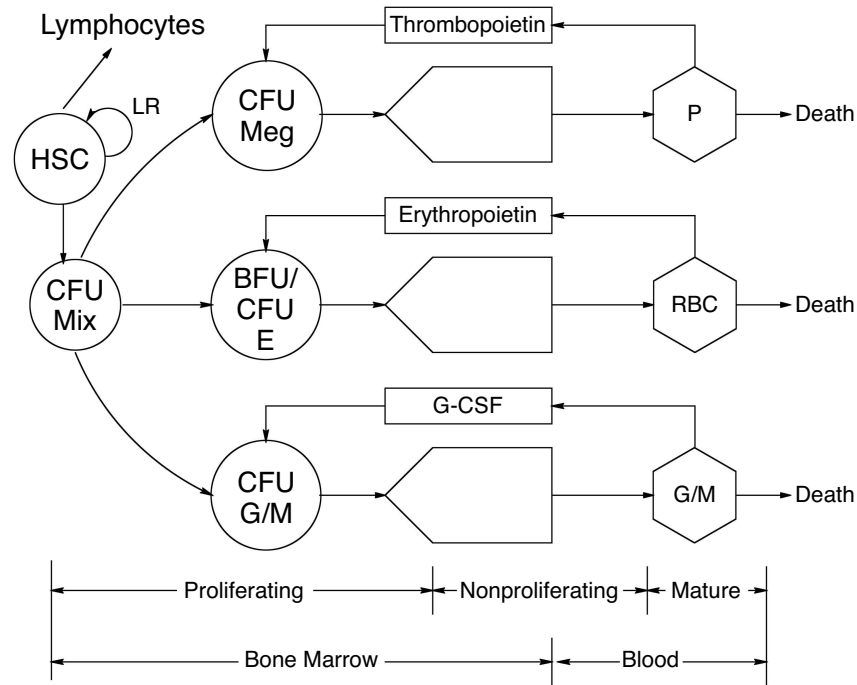 Lymphocytes
LR
HSC
CFU
Mix
Thrombopoietin
CFU
Meg
P
Death
Erythropoietin
BFU/
CFU
E
RBC
Death
G-CSF
CFU
G/M
G/M
Death
Proliferating
Nonproliferating
Mature
Bone Marrow
Blood